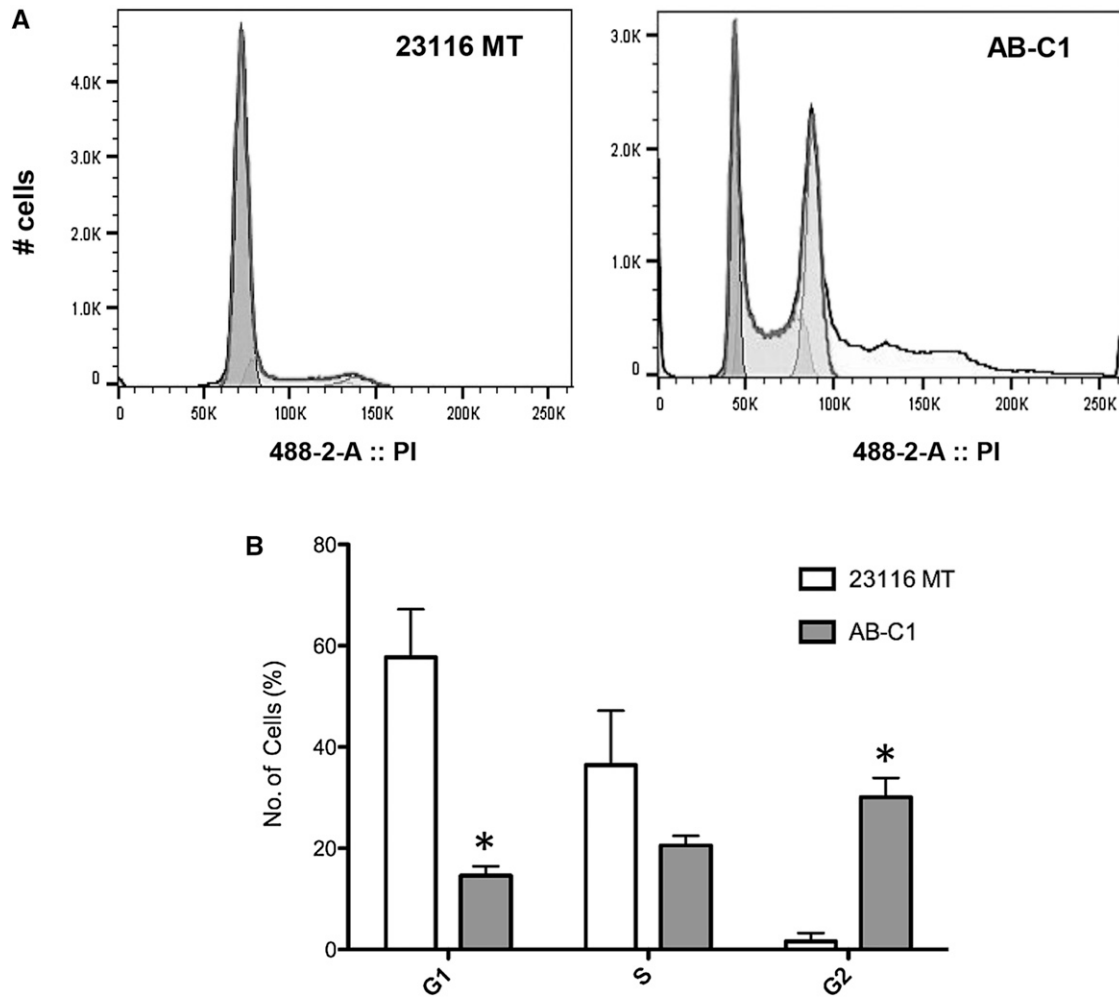 A
23116 MT
AB-C1
# cells
4.0K
3.0K
2.0K
1.0K
0
0
50K
100K
150K
200K
250K
488-2-A :: PI
3.0K
2.0K
1.0K
0
0
50K
100K
150K
200K
250K
488-2-A :: PI
B
No. of Cells (%)
80
60
40
20
0
23116 MT
AB-C1
*
*
G1
S
G2